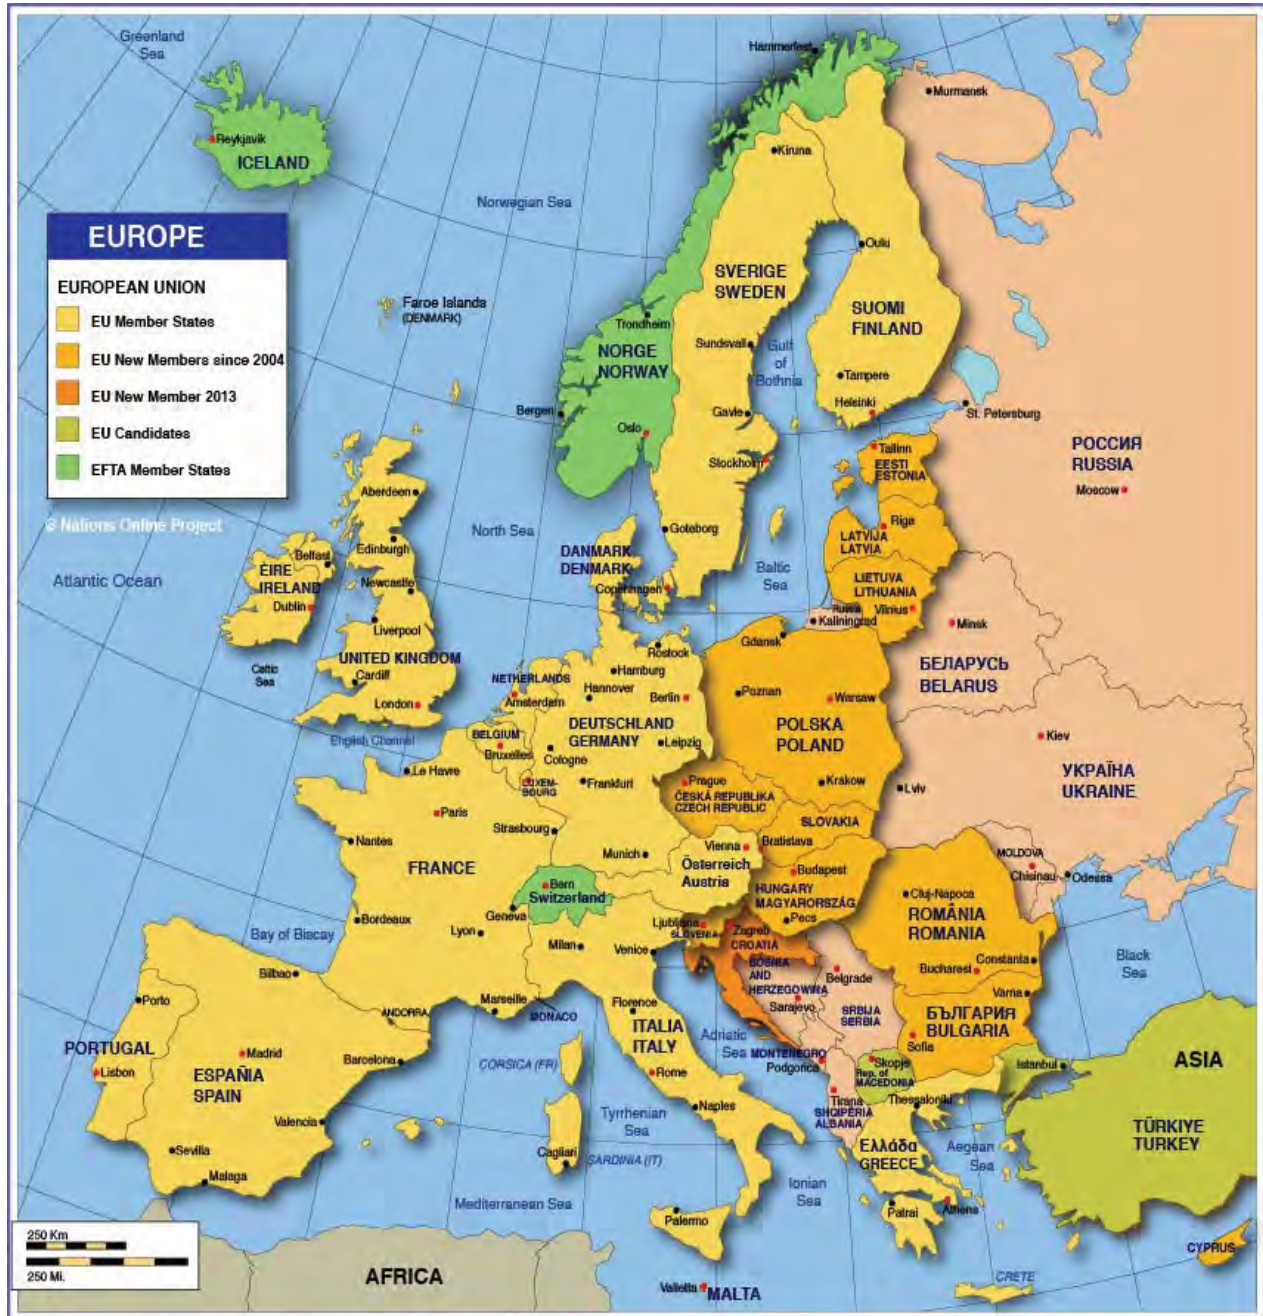 Greenland
Sea
Hammerfest
Murmansk
Reykjavik
ICELAND
Kiruna
Norwegian Sea
EUROPE
EUROPEAN UNION
EU Member States
EU New Members since 2004
EU New Member 2013
EU Candidates
EFTA Member States
© Nations Online Project
Oulu
SVERIGE
SWEDEN
Faroe Islands
(DENMARK)
SUOMI
FINLAND
Trondheim
Sundsvall
Gulf
of
Bothnia
NORGE
NORWAY
Tampere
Bergen
Gavle
Helsinki
St. Petersburg
Oslo
Stockholm
Tallinn
EESTI
ESTONIA
РОССИЯ
RUSSIA
Moscow
Aberdeen
North Sea
Goteborg
Riga
LATVIJA
LATVIA
Edinburgh
Belfast
ÉIRE
IRELAND
Atlantic Ocean
DANMARK
DENMARK
Copenhagen
Baltic
Sea
LIETUVA
LITHUANIA
Vilnius
Newcastle
Dublin
Liverpool
Russia
Kaliningrad
Minsk
Gdansk
Rostock
UNITED KINGDOM
Celtic
Sea
Cardiff
Hamburg
БЕЛАРУСЬ
BELARUS
NETHERLANDS
Amsterdam
Hannover
Berlin
Poznan
Warsaw
London
English Channel
DEUTSCHLAND
GERMANY
POLSKA
POLAND
BELGIUM
Bruxelles
Cologne
Leipzig
Kiev
Le Havre
LUXEM-
BOURG
Frankfurt
Prague
ČESKÁ REPUBLIKA
CZECH REPUBLIC
Krakow
Lviv
УКРАЇНА
UKRAINE
Paris
Strasbourg
SLOVAKIA
Nantes
Munich
Vienna
Bratislava
Österreich
Austria
MOLDOVA
Chisinau
Odessa
FRANCE
Bern
Switzerland
Budapest
HUNGARY
MAGYARORSZÁG
Cluj-Napoca
Geneva
Bordeaux
Lyon
Pecs
ROMÂNIA
ROMANIA
Ljubljana
SLOVENIA
Zagreb
CROATIA
Bay of Biscay
Milan
Venice
BOSNIA
AND
HERZEGOWINA
Sarajevo
Belgrade
Constanta
Bucharest
Black
Sea
Bilbao
Porto
Marseille
MONACO
Florence
Varna
SRBIJA
SERBIA
БЪЛГАРИЯ
BULGARIA
ANDORRA
ITALIA
ITALY
Adriatic
Sea
Sofia
PORTUGAL
Madrid
Barcelona
CORSICA (FR)
MONTENEGRO
Podgorica
Skopje
Rep. of
MACEDONIA
Istanbul
ASIA
Lisbon
ESPAÑIA
SPAIN
Rome
Tirana
SHQIPERIA
ALBANIA
Thessaloniki
Naples
Valencia
Tyrrhenian
Sea
TÜRKIYE
TURKEY
Sevilla
Cagliari
SARDINIA (IT)
Ελλάδα
GREECE
Aegean
Sea
Malaga
Ionian
Sea
Mediterranean Sea
Palermo
Patrai
Athens
250 Km
250 Mi.
CYPRUS
AFRICA
CRETE
Valletta
MALTA